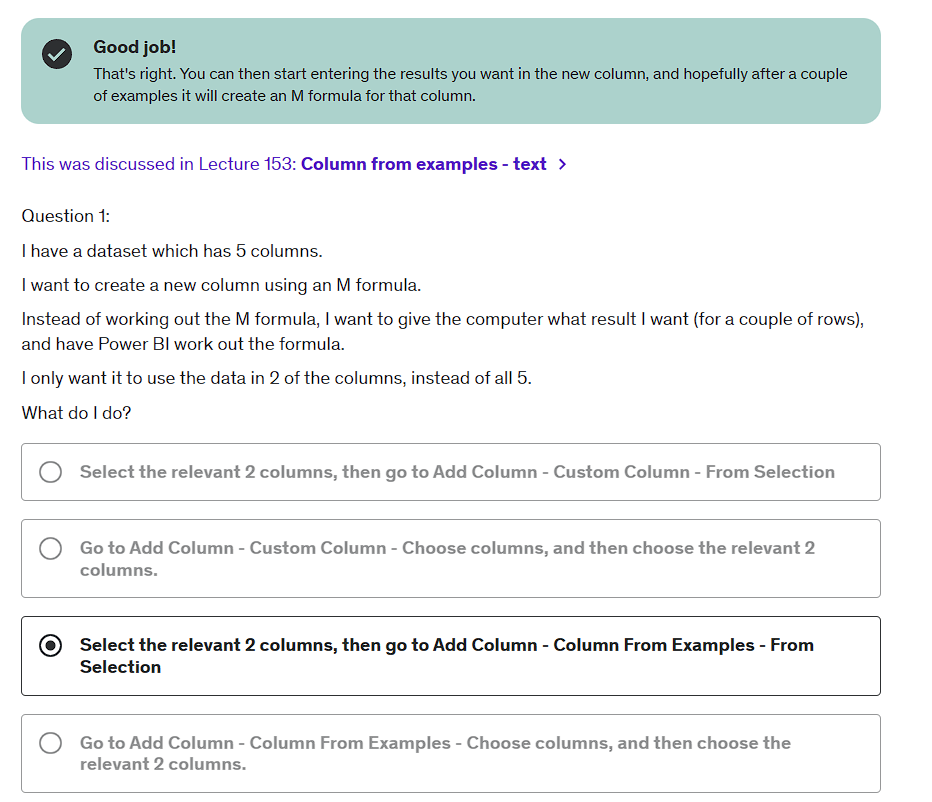 Good job!
That's right. You can then start entering the results you want in the new column, and hopefully after a couple
of examples it will create an M formula for that column.
This was discussed in Lecture 153: Column from examples - text >
Question 1:
I have a dataset which has 5 columns.
I want to create a new column using an M formula.
Instead of working out the M formula, I want to give the computer what result I want (for a couple of rows),
and have Power BI work out the formula.
I only want it to use the data in 2 of the columns, instead of all 5.
What do I do?
Select the relevant 2 columns, then go to Add Column - Custom Column - From Selection
Go to Add Column - Custom Column - Choose columns, and then choose the relevant 2
columns.
Select the relevant 2 columns, then go to Add Column - Column From Examples - From
Selection
Go to Add Column - Column From Examples - Choose columns, and then choose the
relevant 2 columns.